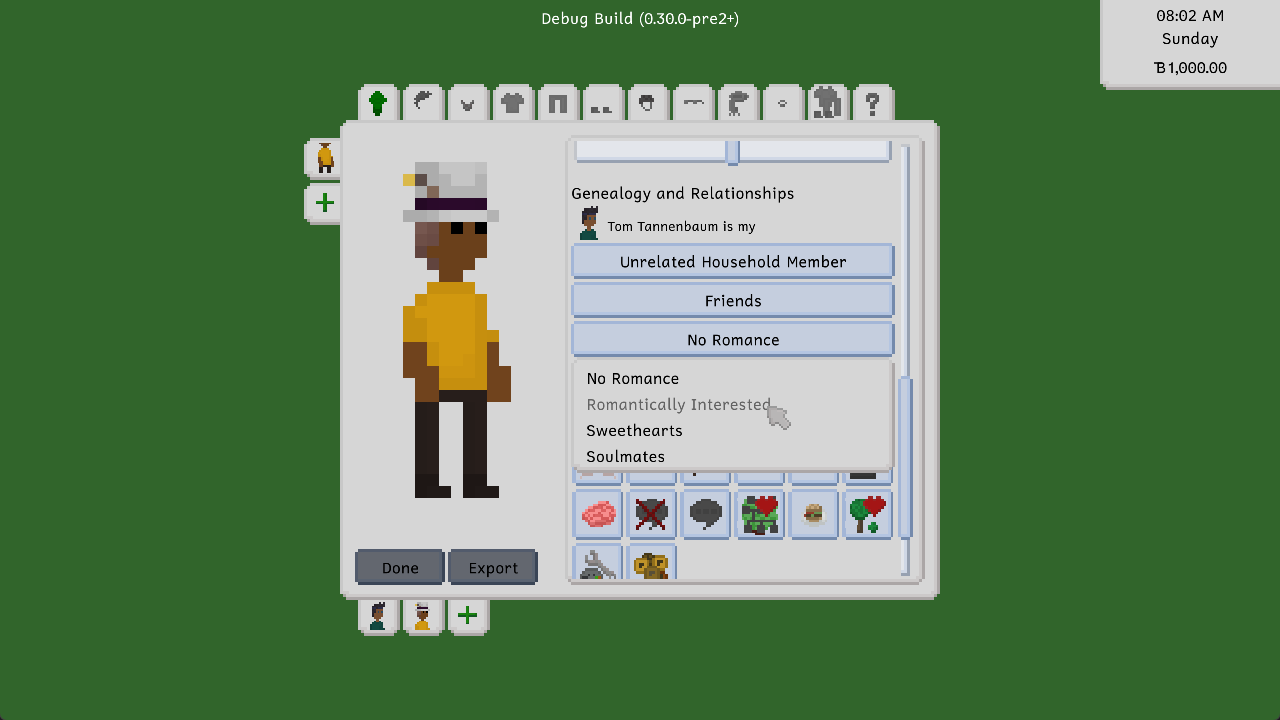 Debug Build (0.30.0-pre2+)
08:02 AM
Sunday
Ƀ1,000.00
?
Genealogy and Relationships
Tom Tannenbaum is my
Unrelated Household Member
Friends
No Romance
No Romance
Romantically Interested
Sweethearts
Soulmates
Done
Export